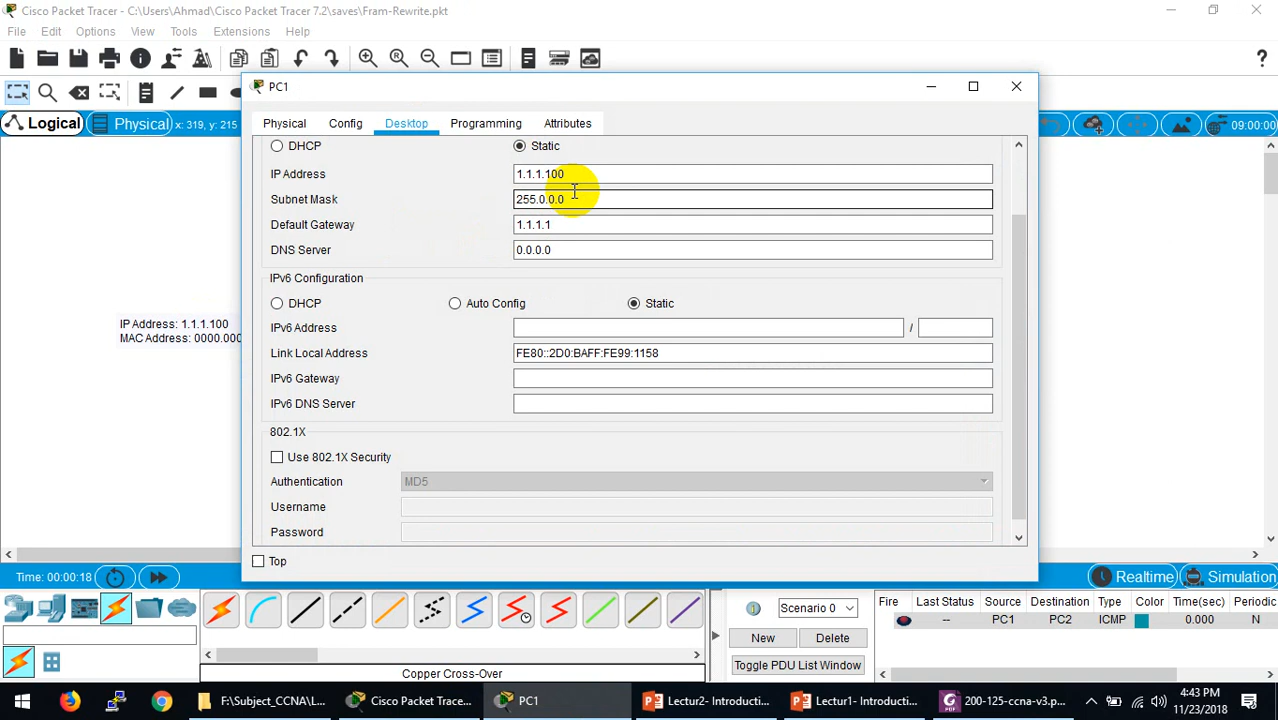 Cisco Packet Tracer - C:\Users\Ahmad\Cisco Packet Tracer 7.2\saves\Fram-Rewrite.pkt
File Edit Options View Tools Extensions Help
PC1
Logical Physical x: 319, y: 215 09:00:00
Physical Config Desktop Programming Attributes
DHCP Static
IP Address 1.1.1.100
Subnet Mask 255.0.0.0
Default Gateway 1.1.1.1
DNS Server 0.0.0.0
IPv6 Configuration
DHCP Auto Config Static
IP Address: 1.1.1.100
MAC Address: 0000.000
IPv6 Address /
Link Local Address FE80::2D0:BAFF:FE99:1158
IPv6 Gateway
IPv6 DNS Server
802.1X
Use 802.1X Security
Authentication MD5
Username
Password
Top
Time: 00:00:18 Realtime Simulation
Scenario 0 Fire Last Status Source Destination Type Color Time(sec) Periodic
-- PC1 PC2 ICMP 0.000 N
New Delete
Toggle PDU List Window
Copper Cross-Over
F:\Subject_CCNA\L... Cisco Packet Trace... PC1 Lectur2- Introducti... Lectur1- Introducti... 200-125-ccna-v3.p... 4:43 PM
11/23/2018